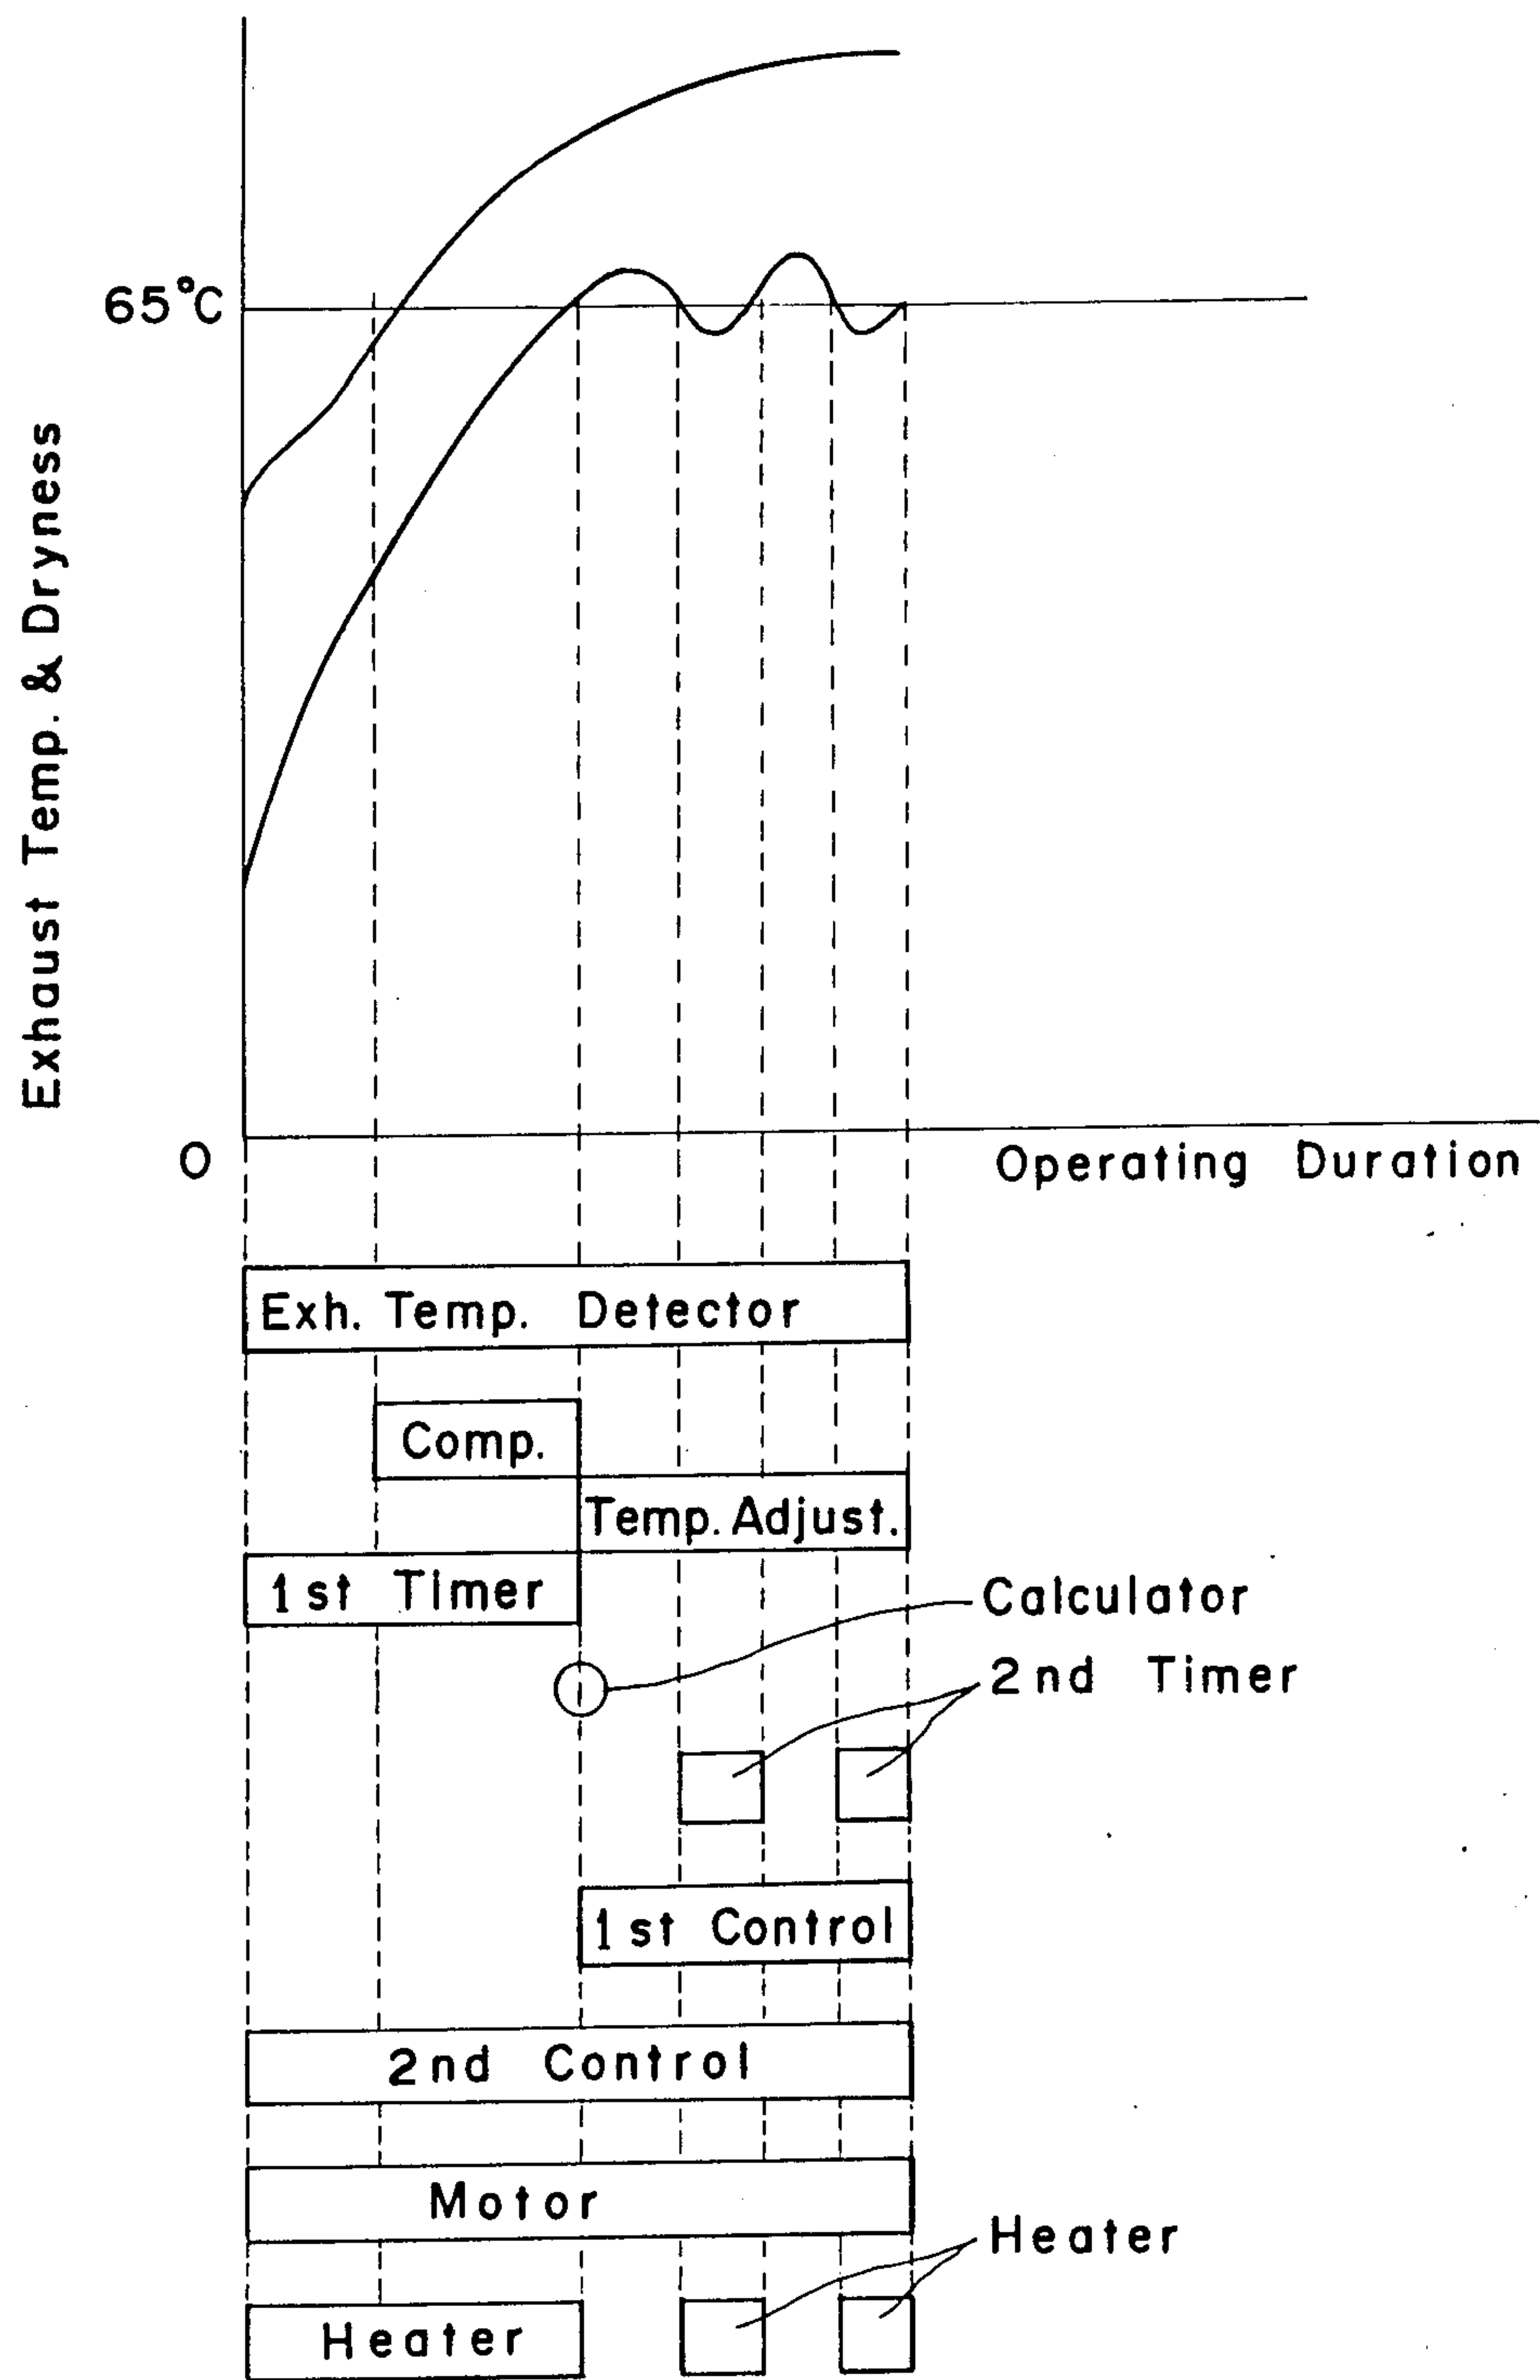 65°C
Exhaust Temp. & Dryness
O
Operating Duration
Exh. Temp. Detector
Comp.
Temp. Adjust.
1st Timer
Calculator
2nd Timer
1st Control
2nd Control
Motor
Heater
Heater